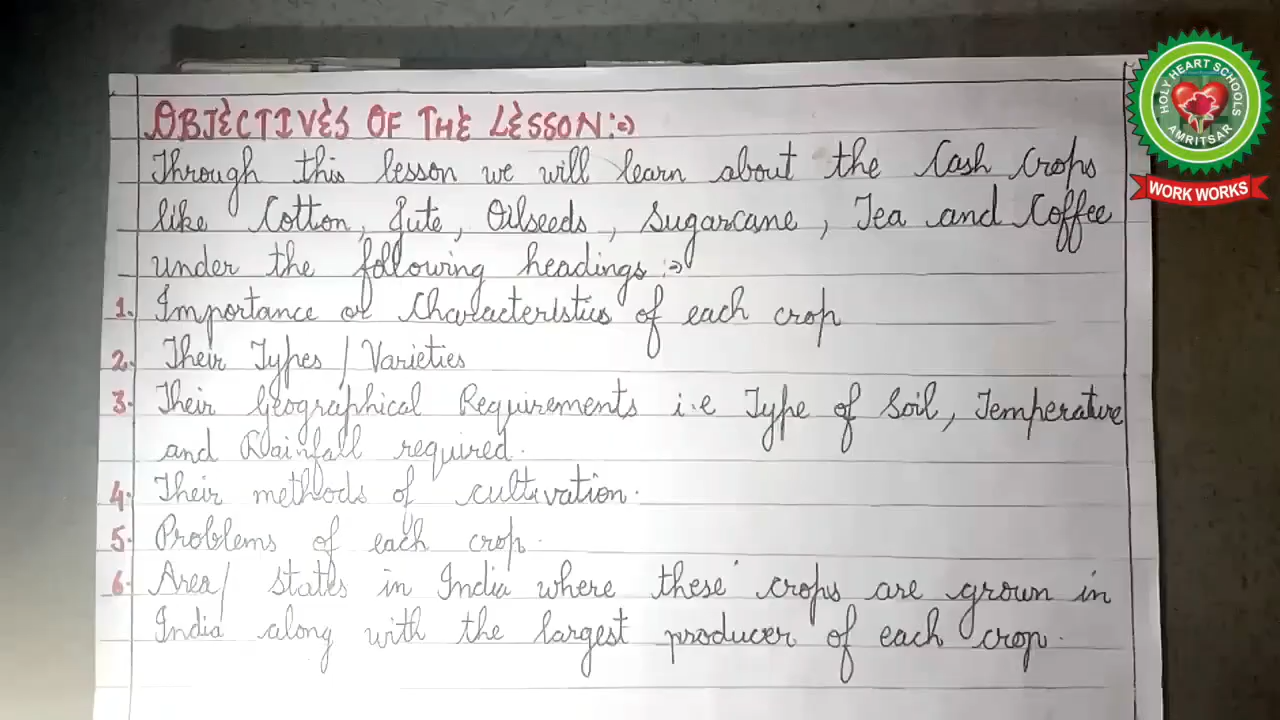 OBJECTIVES OF THE LESSON:⇒
Through this lesson we will learn about the Cash Crops
like Cotton, Jute, Oilseeds, Sugarcane, Tea and Coffee
under the following headings:⇒
1. Importance or Characteristics of each crop
2. Their Types/Varieties
3. Their Geographical Requirements i.e Type of Soil, Temperature
and Rainfall required.
4. Their methods of cultivation.
5. Problems of each crop.
6. Area/ States in India where these crops are grown in
India along with the largest producer of each crop.
HOLY HEART SCHOOLS
AMRITSAR
WORK WORKS